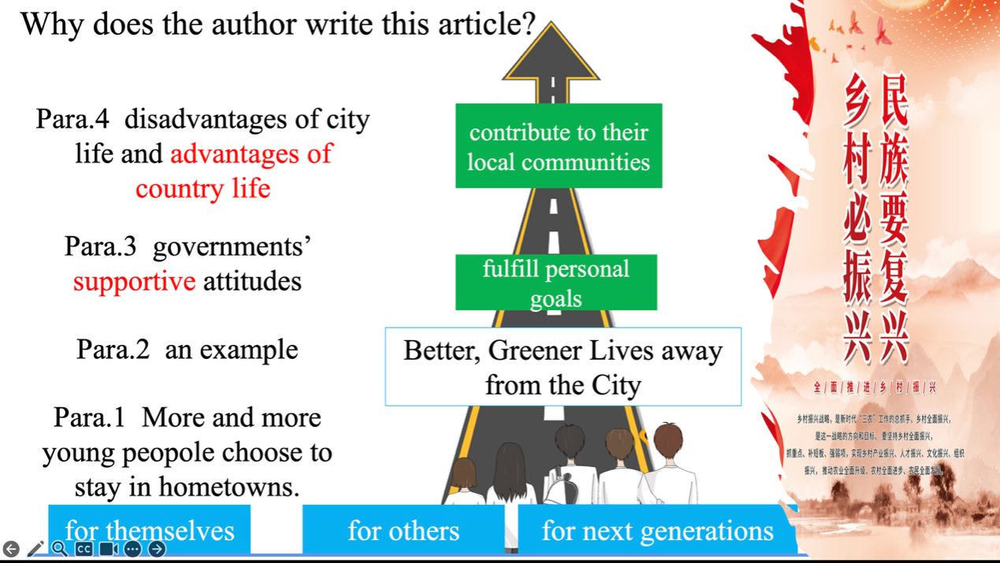 Why does the author write this article?
Para.4 disadvantages of city
life and advantages of
country life
Para.3 governments’
supportive attitudes
Para.2 an example
Para.1 More and more
young peopole choose to
stay in hometowns.
contribute to their
local communities
fulfill personal
goals
Better, Greener Lives away
from the City
for themselves
for others
for next generations
CC
民族要复兴
乡村必振兴
全/面/推/进/乡/村/振/兴
乡村振兴战略，是新时代“三农”工作的总抓手。乡村全面振兴，
是这一战略的方向和目标。要坚持乡村全面振兴，
抓重点、补短板、强弱项，实现乡村产业振兴、人才振兴、文化振兴、组织
振兴，推动农业全面升级、农村全面进步、农民全面发展。